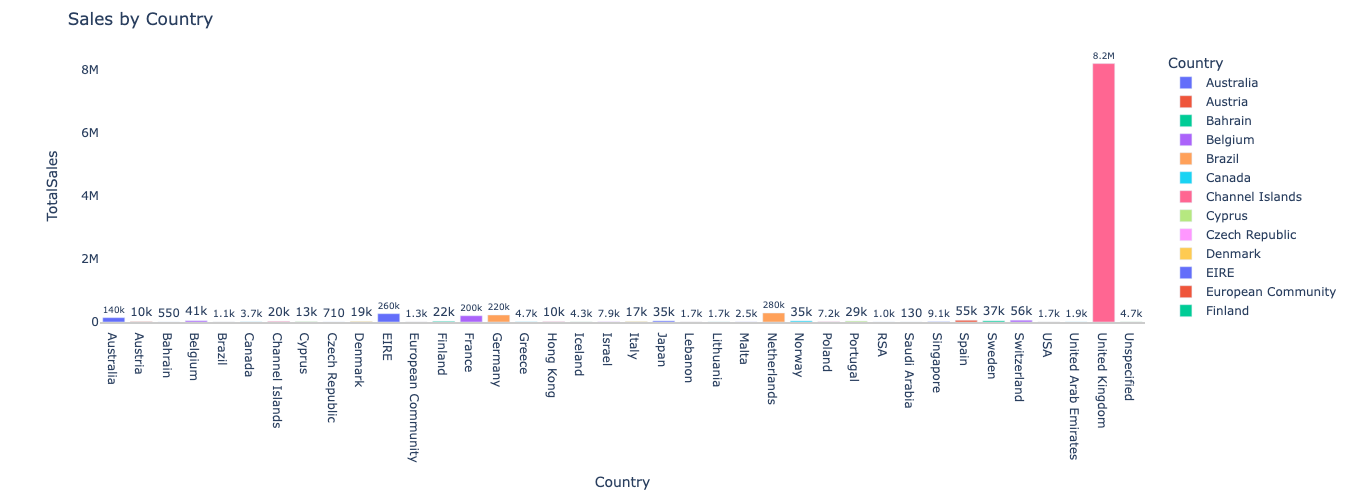 Sales by Country
TotalSales
8M
6M
4M
2M
0
140k 10k 550 41k 1.1k 3.7k 20k 13k 710 19k 260k 1.3k 22k 200k 220k 4.7k 10k 4.3k 7.9k 17k 35k 1.7k 1.7k 2.5k 280k 35k 7.2k 29k 1.0k 130 9.1k 55k 37k 56k 1.7k 1.9k 8.2M 4.7k
Australia
Austria
Bahrain
Belgium
Brazil
Canada
Channel Islands
Cyprus
Czech Republic
Denmark
EIRE
European Community
Finland
France
Germany
Greece
Hong Kong
Iceland
Israel
Italy
Japan
Lebanon
Lithuania
Malta
Netherlands
Norway
Poland
Portugal
RSA
Saudi Arabia
Singapore
Spain
Sweden
Switzerland
USA
United Arab Emirates
United Kingdom
Unspecified
Country
Country
Australia
Austria
Bahrain
Belgium
Brazil
Canada
Channel Islands
Cyprus
Czech Republic
Denmark
EIRE
European Community
Finland